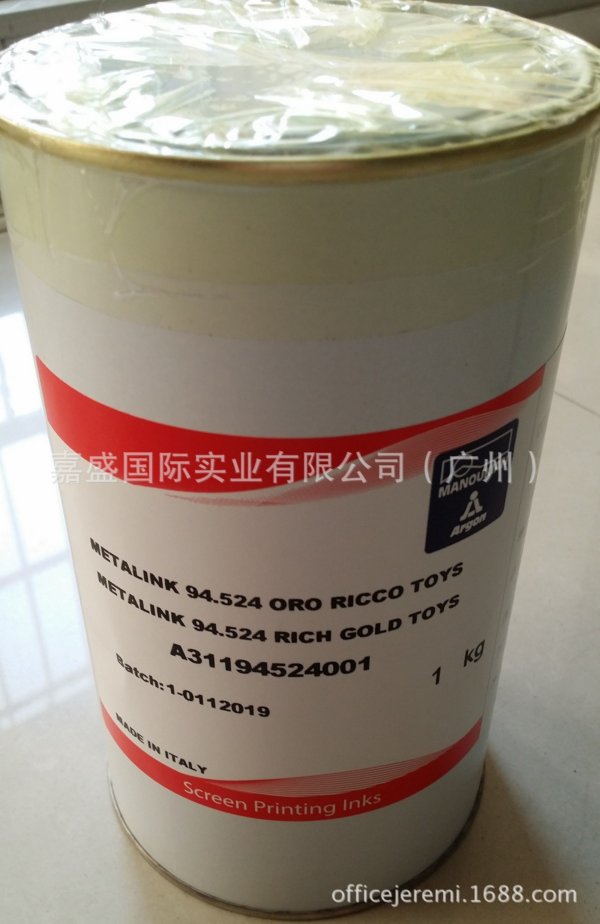 嘉盛国际实业有限公司（广州）
MANOUKIAN
Argon
METALINK 94.524 ORO RICCO TOYS
METALINK 94.524 RICH GOLD TOYS
A31194524001
1 kg
Batch:1-0112019
MADE IN ITALY
Screen Printing Inks
officejeremi.1688.com